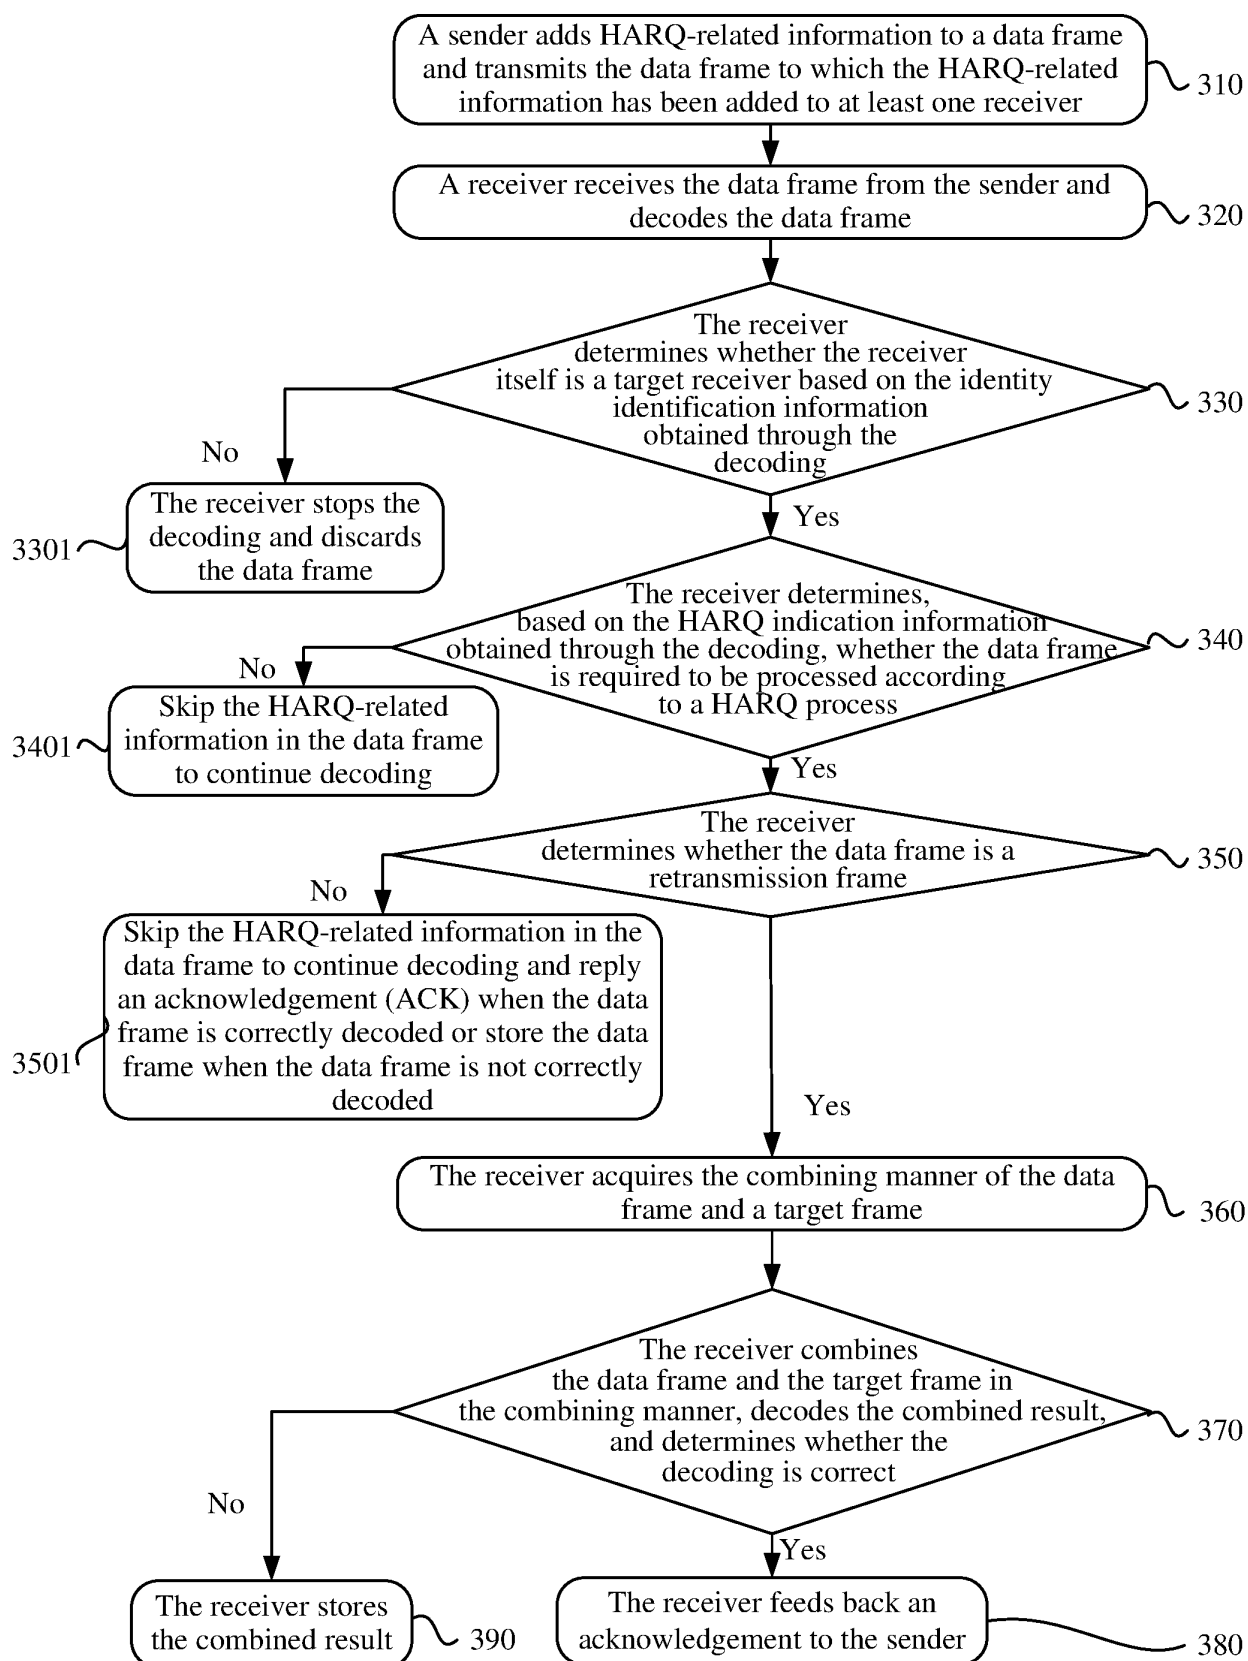 A sender adds HARQ-related information to a data frame
and transmits the data frame to which the HARQ-related
information has been added to at least one receiver
310
A receiver receives the data frame from the sender and
decodes the data frame
320
The receiver
determines whether the receiver
itself is a target receiver based on the identity
identification information
obtained through the
decoding
330
No
Yes
The receiver stops the
decoding and discards
the data frame
3301
The receiver determines,
based on the HARQ indication information
obtained through the decoding, whether the data frame
is required to be processed according
to a HARQ process
340
No
Yes
Skip the HARQ-related
information in the data frame
to continue decoding
3401
The receiver
determines whether the data frame is a
retransmission frame
350
No
Skip the HARQ-related information in the
data frame to continue decoding and reply
an acknowledgement (ACK) when the data
frame is correctly decoded or store the data
frame when the data frame is not correctly
decoded
3501
Yes
The receiver acquires the combining manner of the data
frame and a target frame
360
The receiver combines
the data frame and the target frame in
the combining manner, decodes the combined result,
and determines whether the
decoding is correct
370
No
Yes
The receiver stores
the combined result
390
The receiver feeds back an
acknowledgement to the sender
380